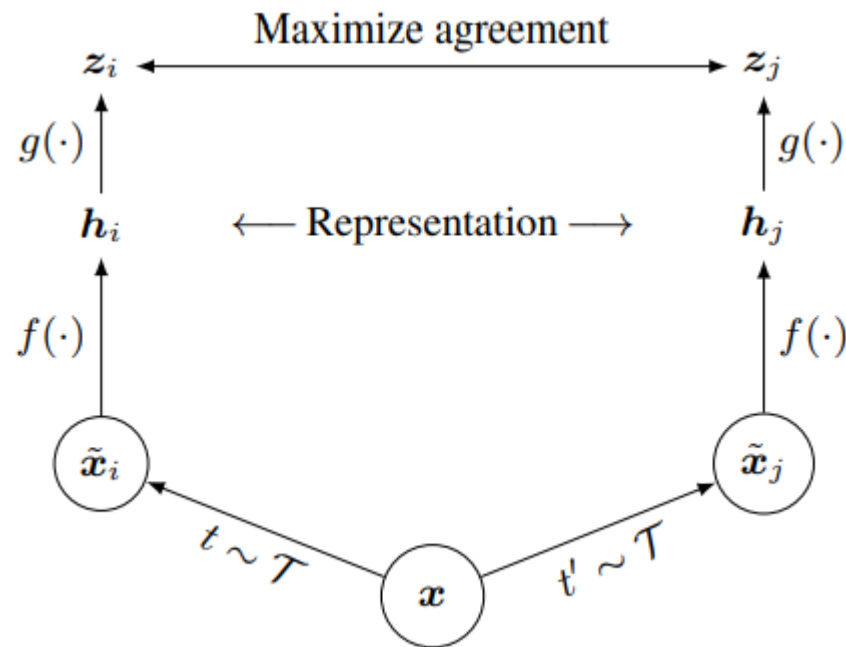 Maximize agreement
z_i z_j
g(·) g(·)
h_i ⟵ Representation ⟶ h_j
f(·) f(·)
x̃_i x̃_j
t ∼ 𝒯 t' ∼ 𝒯
x